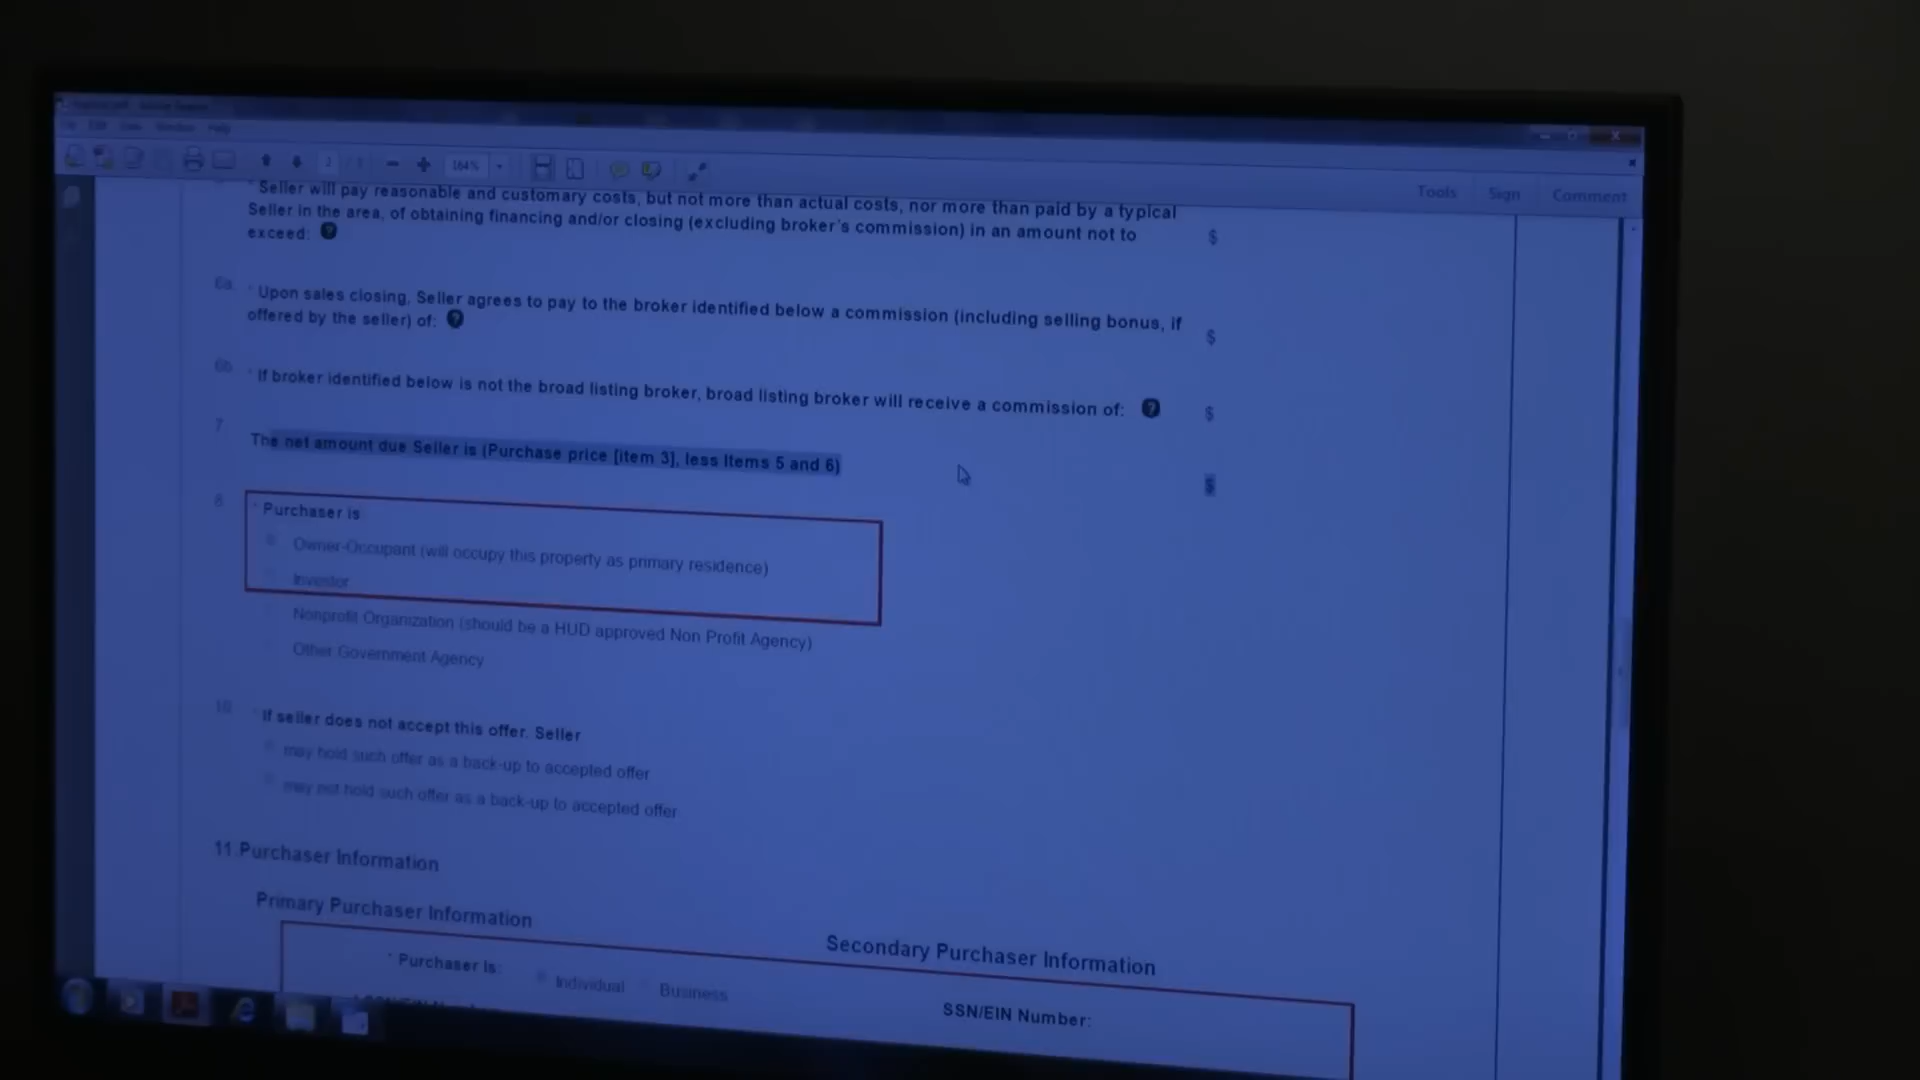 Window Help
2
164%
Tools Sign Comment
* Seller will pay reasonable and customary costs, but not more than actual costs, nor more than paid by a typical
Seller in the area, of obtaining financing and/or closing (excluding broker's commission) in an amount not to
exceed: ? $
6a. * Upon sales closing, Seller agrees to pay to the broker identified below a commission (including selling bonus, if
offered by the seller) of: ? $
6b. * If broker identified below is not the broad listing broker, broad listing broker will receive a commission of: ? $
7. The net amount due Seller is (Purchase price [item 3], less Items 5 and 6) $
8. * Purchaser is
Owner-Occupant (will occupy this property as primary residence)
Investor
Nonprofit Organization (should be a HUD approved Non Profit Agency)
Other Government Agency
10. * If seller does not accept this offer. Seller
may hold such offer as a back-up to accepted offer
may not hold such offer as a back-up to accepted offer
11.Purchaser Information
Primary Purchaser Information
Secondary Purchaser Information
* Purchaser Is: Individual Business
SSN/EIN Number: